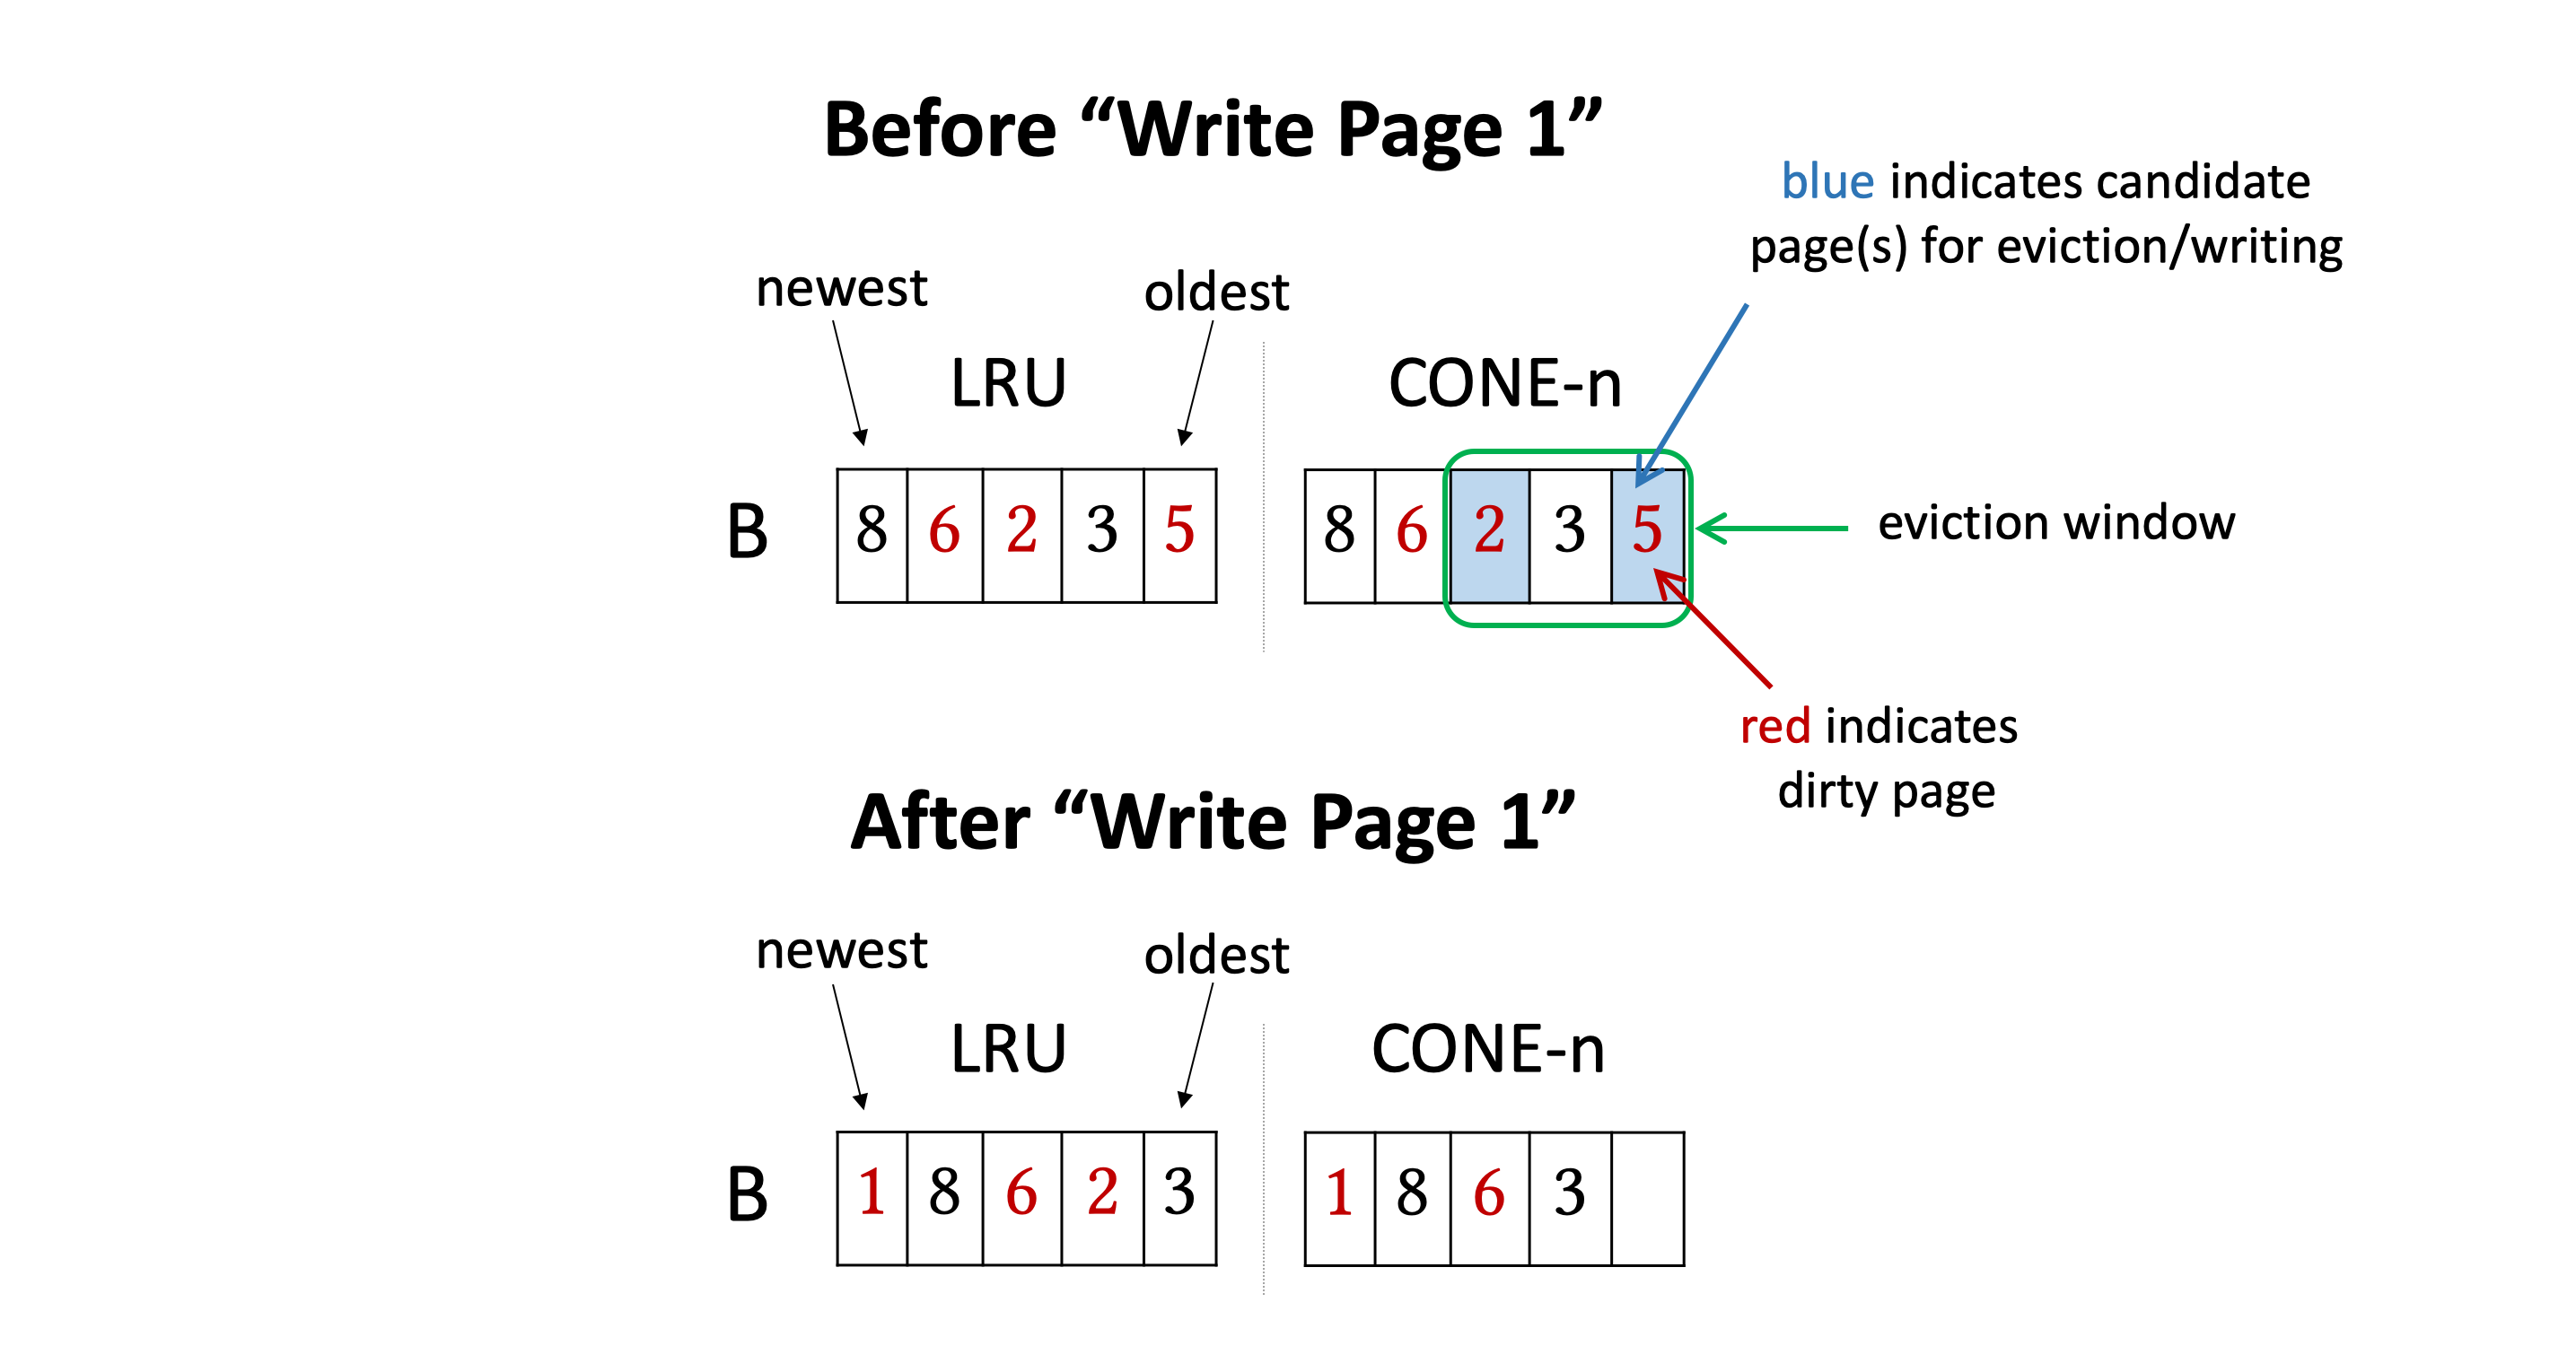 Before “Write Page 1”
blue indicates candidate
page(s) for eviction/writing
newest
oldest
LRU
CONE-n
B
8 6 2 3 5
8 6 2 3 5
eviction window
red indicates
dirty page
After “Write Page 1”
newest
oldest
LRU
CONE-n
B
1 8 6 2 3
1 8 6 3